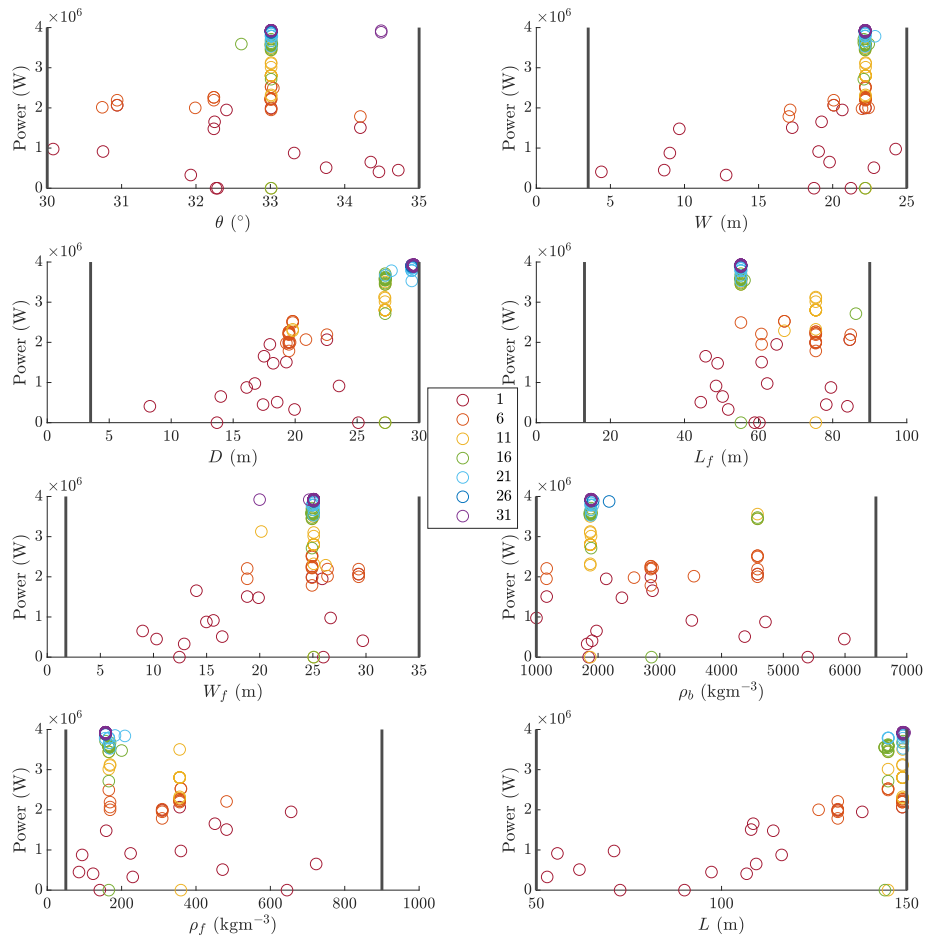 ×10⁶ ×10⁶
Power (W) 4 3 2 1 0 Power (W) 4 3 2 1 0
30 31 32 33 34 35 0 5 10 15 20 25
θ (°) W (m)
×10⁶ ×10⁶
Power (W) 4 3 2 1 0 Power (W) 4 3 2 1 0
0 5 10 15 20 25 30 0 20 40 60 80 100
D (m) L_f (m)
1
6
11
16
21
26
31
×10⁶ ×10⁶
Power (W) 4 3 2 1 0 Power (W) 4 3 2 1 0
0 5 10 15 20 25 30 35 1000 2000 3000 4000 5000 6000 7000
W_f (m) ρ_b (kgm⁻³)
×10⁶ ×10⁶
Power (W) 4 3 2 1 0 Power (W) 4 3 2 1 0
0 200 400 600 800 1000 50 100 150
ρ_f (kgm⁻³) L (m)